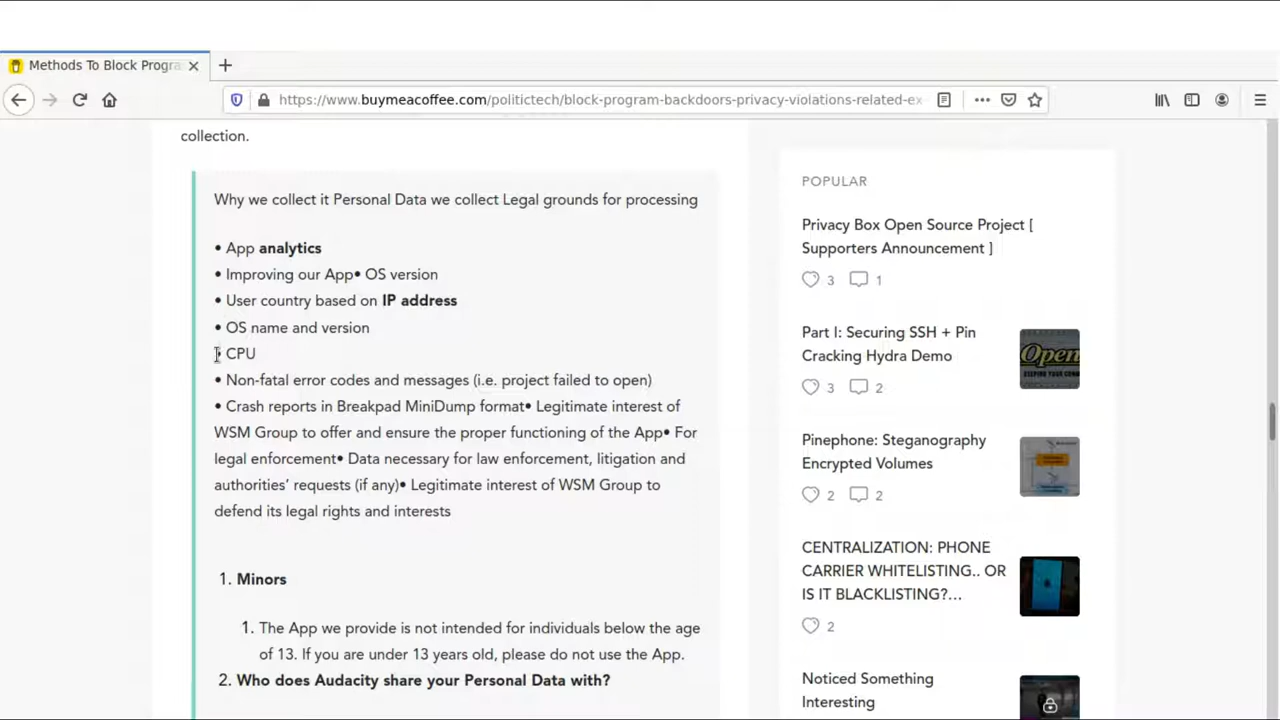 Methods To Block Progra
https://www.buymeacoffee.com/politictech/block-program-backdoors-privacy-violations-related-ex
collection.
Why we collect it Personal Data we collect Legal grounds for processing
• App analytics
• Improving our App• OS version
• User country based on IP address
• OS name and version
• CPU
• Non-fatal error codes and messages (i.e. project failed to open)
• Crash reports in Breakpad MiniDump format• Legitimate interest of
WSM Group to offer and ensure the proper functioning of the App• For
legal enforcement• Data necessary for law enforcement, litigation and
authorities’ requests (if any)• Legitimate interest of WSM Group to
defend its legal rights and interests
1. Minors
1. The App we provide is not intended for individuals below the age
of 13. If you are under 13 years old, please do not use the App.
2. Who does Audacity share your Personal Data with?
POPULAR
Privacy Box Open Source Project [
Supporters Announcement ]
3 1
Part I: Securing SSH + Pin
Cracking Hydra Demo
3 2
Open
Pinephone: Steganography
Encrypted Volumes
2 2
CENTRALIZATION: PHONE
CARRIER WHITELISTING.. OR
IS IT BLACKLISTING?...
2
Noticed Something
Interesting